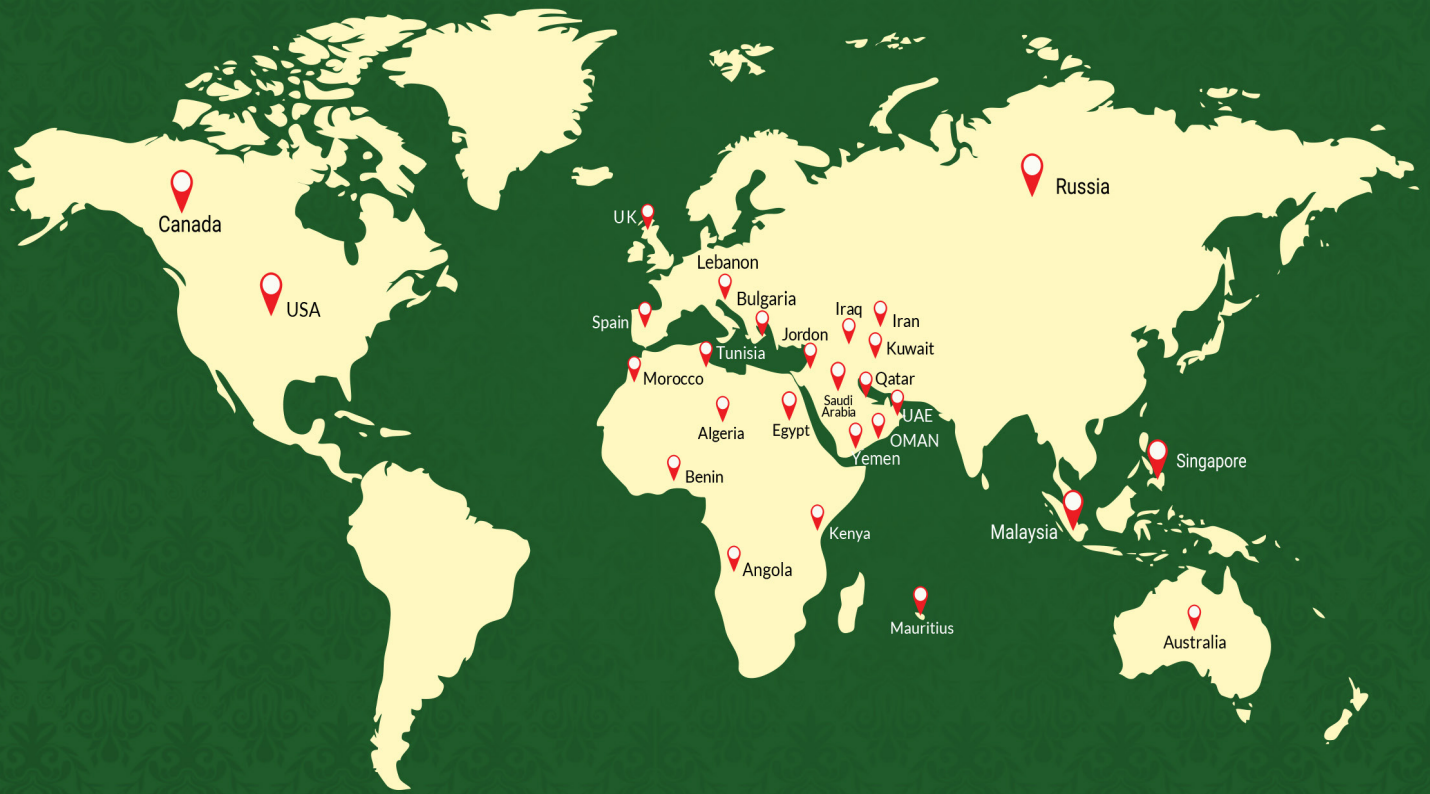 Russia
Canada
UK
Lebanon
USA
Bulgaria
Iraq
Spain
Iran
Jordon
Kuwait
Tunisia
Morocco
Qatar
Saudi
Arabia
UAE
Algeria
Egypt
OMAN
Yemen
Singapore
Benin
Malaysia
Kenya
Angola
Mauritius
Australia